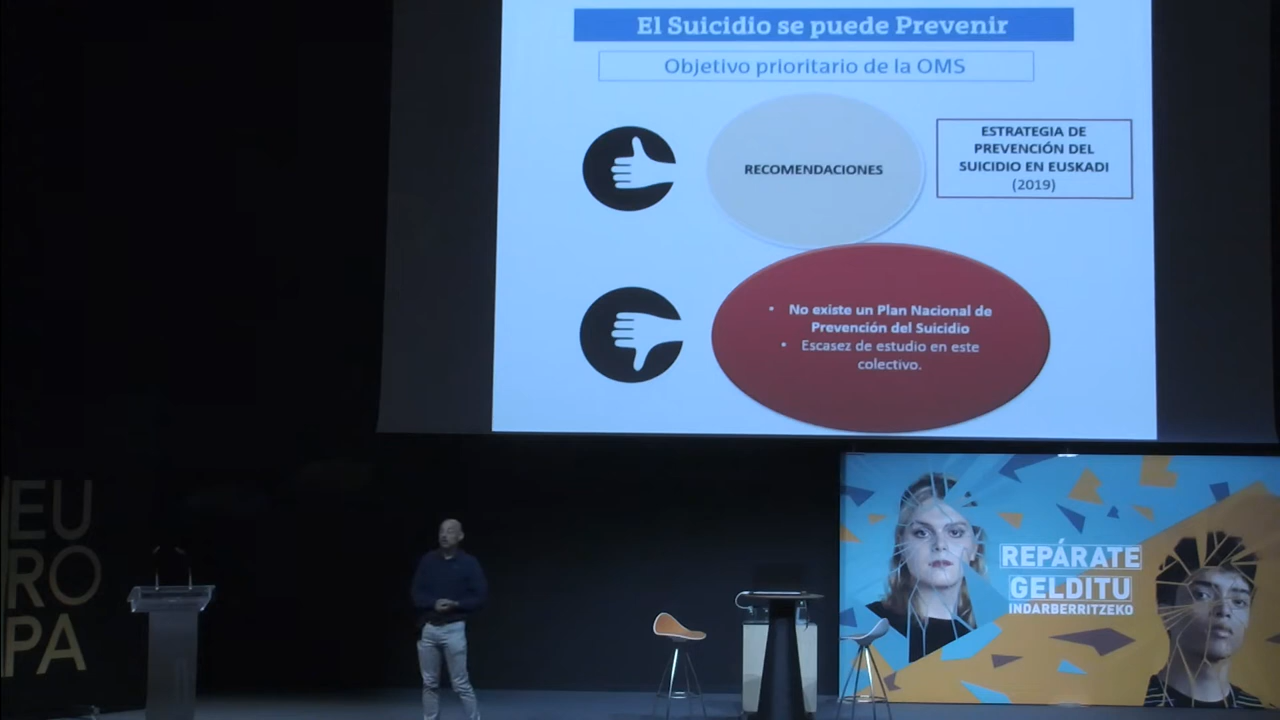 El Suicidio se puede Prevenir
Objetivo prioritario de la OMS
RECOMENDACIONES
ESTRATEGIA DE
PREVENCIÓN DEL
SUICIDIO EN EUSKADI
(2019)
• No existe un Plan Nacional de
Prevención del Suicidio
• Escasez de estudio en este
colectivo.
EU
RO
PA
REPÁRATE
GELDITU
INDARBERRITZEKO